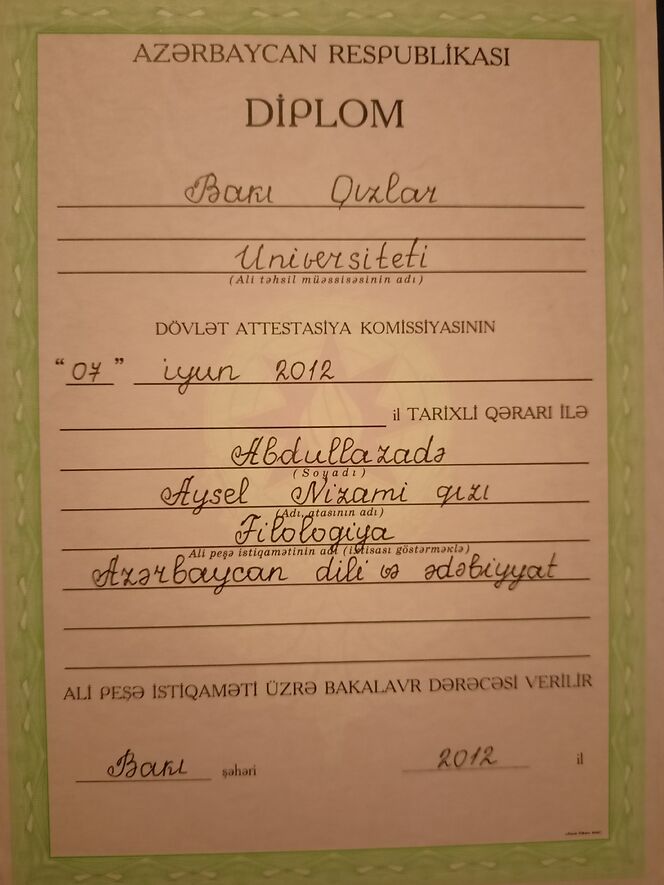 AZƏRBAYCAN RESPUBLİKASI
DİPLOM
Bakı Qızlar
Universiteti
(Ali təhsil müəssisəsinin adı)
DÖVLƏT ATTESTASİYA KOMİSSİYASININ
“07” iyun 2012
il TARİXLİ QƏRARI İLƏ
Abdullazadə
(Soyadı)
Aysel Nizami qızı
(Adı, atasının adı)
Filologiya
Ali peşə istiqamətinin adı (ixtisası göstərməklə)
Azərbaycan dili və ədəbiyyat
ALİ PEŞƏ İSTİQAMƏTİ ÜZRƏ BAKALAVR DƏRƏCƏSİ VERİLİR
Bakı şəhəri 2012 il